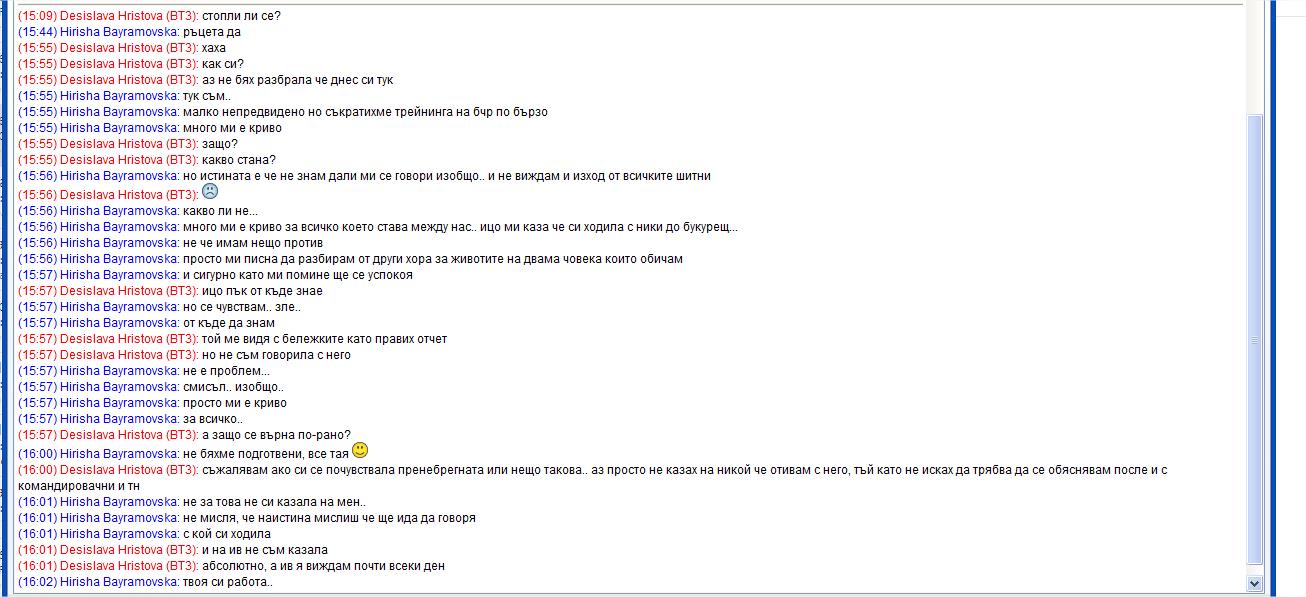 (15:09) Desislava Hristova (BT3): стопли ли се?
(15:44) Hirisha Bayramovska: ръцета да
(15:55) Desislava Hristova (BT3): хаха
(15:55) Desislava Hristova (BT3): как си?
(15:55) Desislava Hristova (BT3): аз не бях разбрала че днес си тук
(15:55) Hirisha Bayramovska: тук съм..
(15:55) Hirisha Bayramovska: малко непредвидено но съкратихме трейнинга на бчр по бързо
(15:55) Hirisha Bayramovska: много ми е криво
(15:55) Desislava Hristova (BT3): защо?
(15:55) Desislava Hristova (BT3): какво стана?
(15:56) Hirisha Bayramovska: но истината е че не знам дали ми се говори изобщо.. и не виждам и изход от всичките шитни
(15:56) Desislava Hristova (BT3):
(15:56) Hirisha Bayramovska: какво ли не...
(15:56) Hirisha Bayramovska: много ми е криво за всичко което става между нас.. ицо ми каза че си ходила с ники до букурещ...
(15:56) Hirisha Bayramovska: не че имам нещо против
(15:56) Hirisha Bayramovska: просто ми писна да разбирам от други хора за животите на двама човека които обичам
(15:57) Hirisha Bayramovska: и сигурно като ми помине ще се успокоя
(15:57) Desislava Hristova (BT3): ицо пък от къде знае
(15:57) Hirisha Bayramovska: но се чувствам.. зле..
(15:57) Hirisha Bayramovska: от къде да знам
(15:57) Desislava Hristova (BT3): той ме видя с бележките като правих отчет
(15:57) Desislava Hristova (BT3): но не съм говорила с него
(15:57) Hirisha Bayramovska: не е проблем...
(15:57) Hirisha Bayramovska: смисъл.. изобщо..
(15:57) Hirisha Bayramovska: просто ми е криво
(15:57) Hirisha Bayramovska: за всичко..
(15:57) Desislava Hristova (BT3): а защо се върна по-рано?
(16:00) Hirisha Bayramovska: не бяхме подготвени, все тая
(16:00) Desislava Hristova (BT3): съжалявам ако си се почувствала пренебрегната или нещо такова.. аз просто не казах на никой че отивам с него, тъй като не исках да трябва да се обяснявам после и с
командировачни и тн
(16:01) Hirisha Bayramovska: не за това не си казала на мен..
(16:01) Hirisha Bayramovska: не мисля, че наистина мислиш че ще ида да говоря
(16:01) Hirisha Bayramovska: с кой си ходила
(16:01) Desislava Hristova (BT3): и на ив не съм казала
(16:01) Desislava Hristova (BT3): абсолютно, а ив я виждам почти всеки ден
(16:02) Hirisha Bayramovska: твоя си работа..